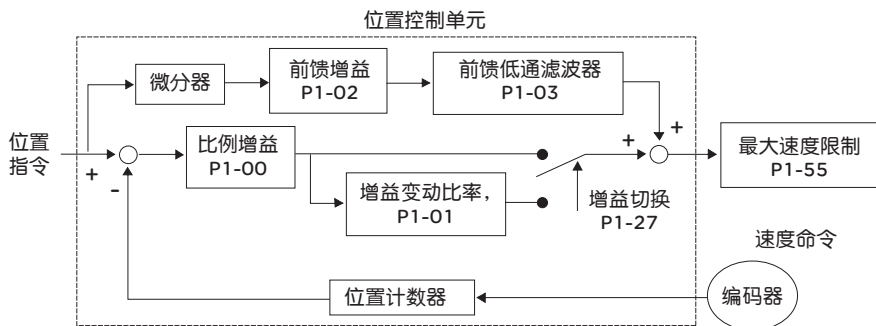 位置控制单元
微分器
前馈增益
P1-02
前馈低通滤波器
P1-03
位置
指令
+
-
比例增益
P1-00
增益变动比率，
P1-01
+
+
增益切换
P1-27
最大速度限制
P1-55
速度命令
位置计数器
编码器